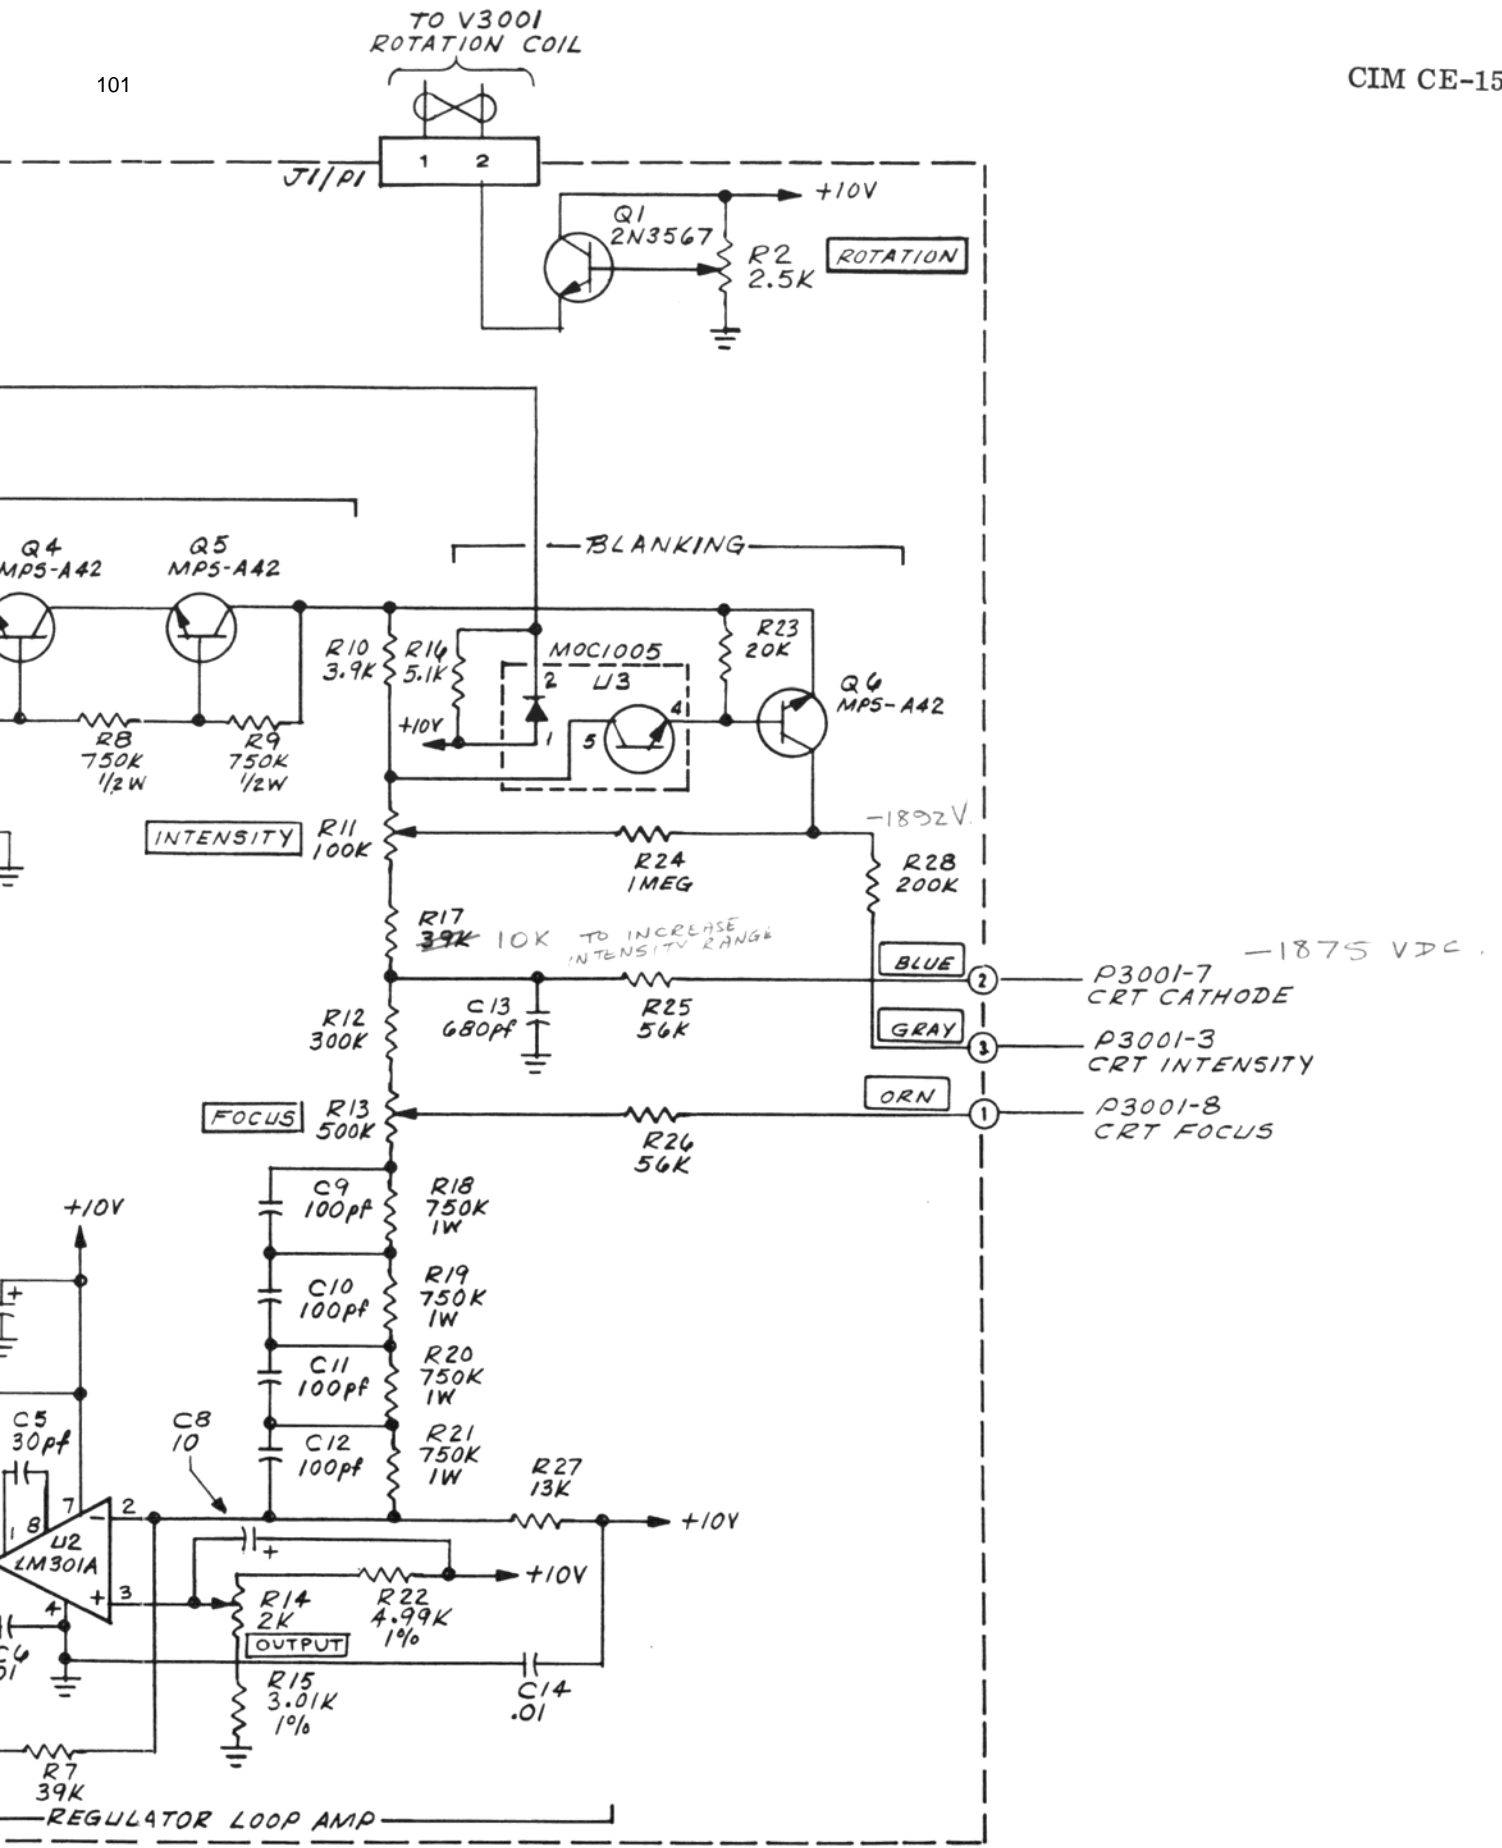 TO V3001
ROTATION COIL
101
CIM CE-15
1 2
J1/P1
+10V
Q1
2N3567
R2
2.5K
ROTATION
BLANKING
Q4
MPS-A42
Q5
MPS-A42
R10
3.9K
R16
5.1K
MOC1005
U3
2
1
5
4
R23
20K
Q6
MPS-A42
+10V
R8
750K
1/2W
R9
750K
1/2W
INTENSITY
R11
100K
-1892V.
R24
1MEG
R28
200K
R17
39K 10K TO INCREASE
INTENSITY RANGE
BLUE
2
P3001-7
CRT CATHODE
-1875 VDC.
C13
680pf
R25
56K
R12
300K
GRAY
3
P3001-3
CRT INTENSITY
ORN
1
P3001-8
CRT FOCUS
FOCUS
R13
500K
R26
56K
C9
100pf
R18
750K
1W
+10V
C10
100pf
R19
750K
1W
+
C11
100pf
R20
750K
1W
C5
30pf
C8
10
C12
100pf
R21
750K
1W
R27
13K
+10V
7
2
1
8
-
U2
LM301A
+
+10V
4
+
3
R14
2K
OUTPUT
R22
4.99K
1%
C6
01
R15
3.01K
1%
C14
.01
R7
39K
REGULATOR LOOP AMP